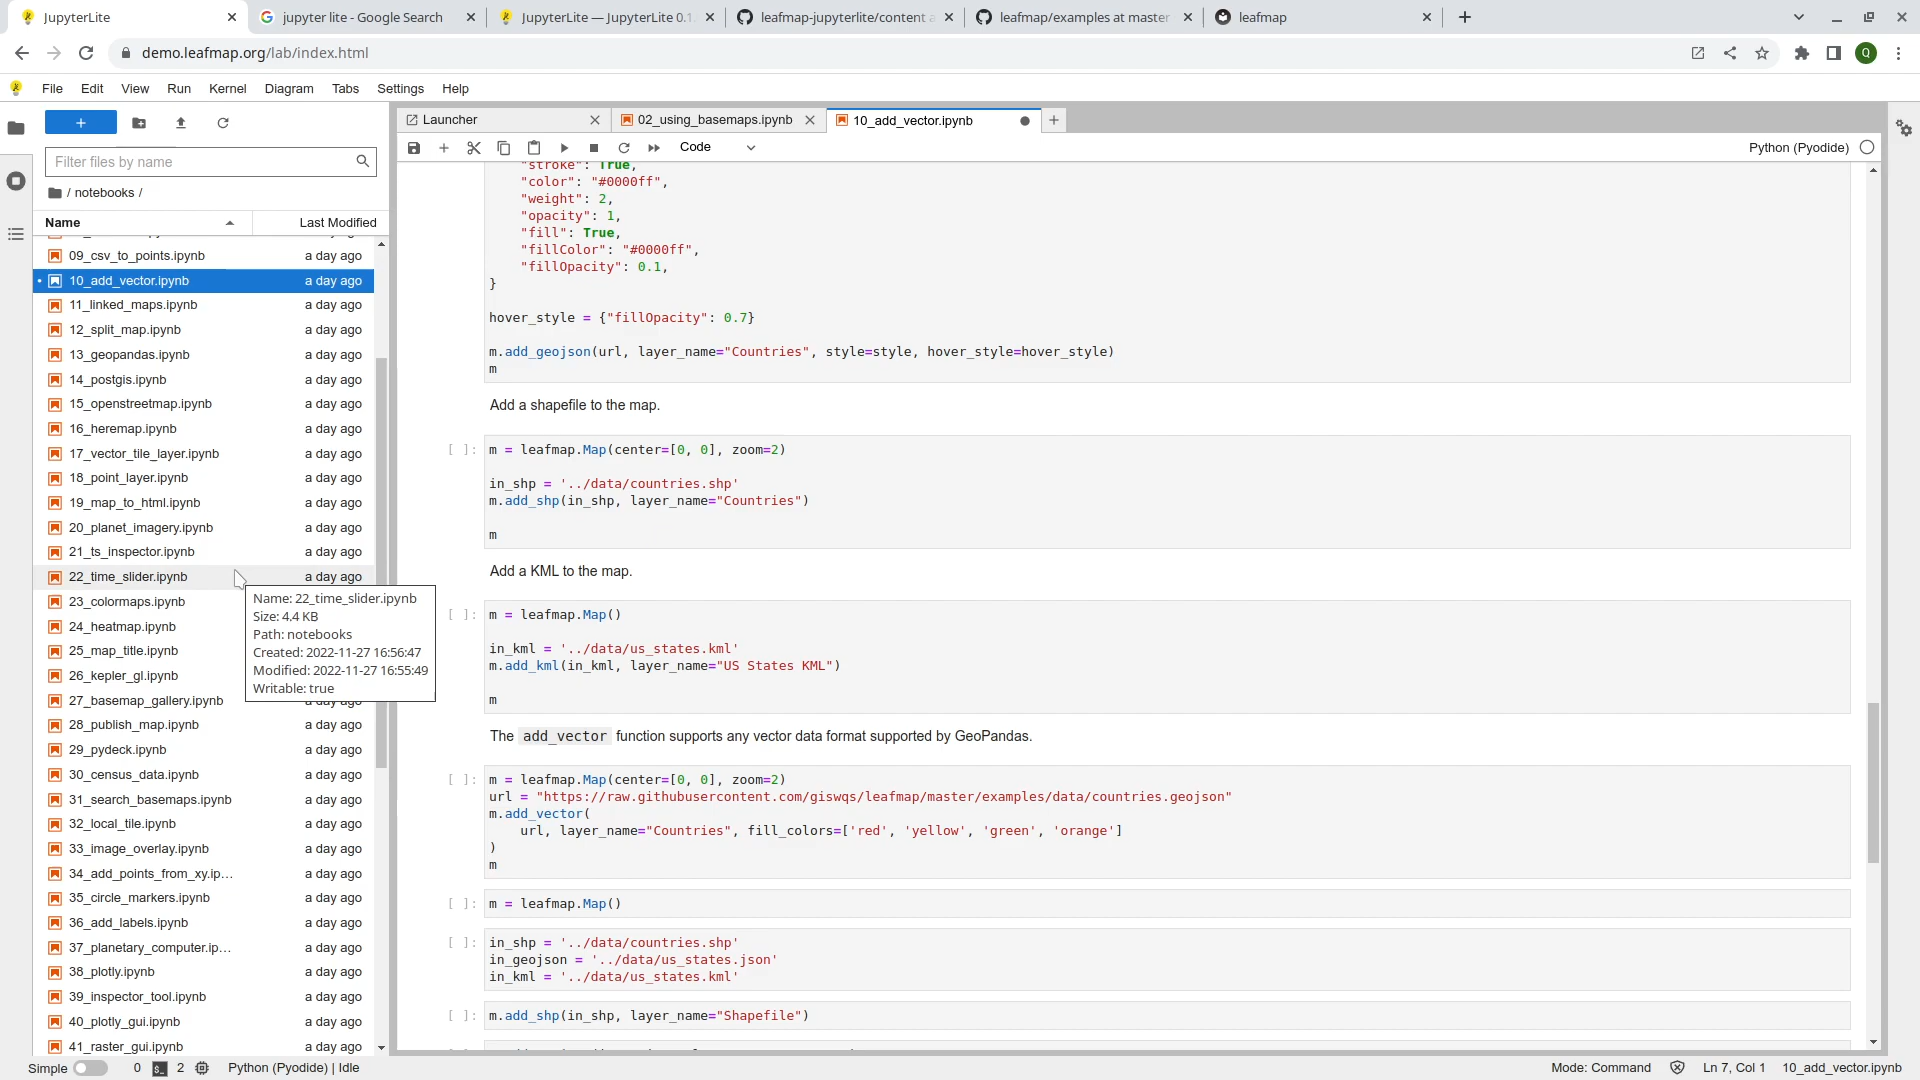 JupyterLite
jupyter lite - Google Search
JupyterLite — JupyterLite 0.1.
leafmap-jupyterlite/content a
leafmap/examples at master
leafmap
demo.leafmap.org/lab/index.html
Q
File Edit View Run Kernel Diagram Tabs Settings Help
Filter files by name
/ notebooks /
Name Last Modified
09_csv_to_points.ipynb a day ago
10_add_vector.ipynb a day ago
11_linked_maps.ipynb a day ago
12_split_map.ipynb a day ago
13_geopandas.ipynb a day ago
14_postgis.ipynb a day ago
15_openstreetmap.ipynb a day ago
16_heremap.ipynb a day ago
17_vector_tile_layer.ipynb a day ago
18_point_layer.ipynb a day ago
19_map_to_html.ipynb a day ago
20_planet_imagery.ipynb a day ago
21_ts_inspector.ipynb a day ago
22_time_slider.ipynb a day ago
23_colormaps.ipynb
24_heatmap.ipynb
25_map_title.ipynb
26_kepler_gl.ipynb
27_basemap_gallery.ipynb a day ago
28_publish_map.ipynb a day ago
29_pydeck.ipynb a day ago
30_census_data.ipynb a day ago
31_search_basemaps.ipynb a day ago
32_local_tile.ipynb a day ago
33_image_overlay.ipynb a day ago
34_add_points_from_xy.ip… a day ago
35_circle_markers.ipynb a day ago
36_add_labels.ipynb a day ago
37_planetary_computer.ip… a day ago
38_plotly.ipynb a day ago
39_inspector_tool.ipynb a day ago
40_plotly_gui.ipynb a day ago
41_raster_gui.ipynb a day ago
Name: 22_time_slider.ipynb
Size: 4.4 KB
Path: notebooks
Created: 2022-11-27 16:56:47
Modified: 2022-11-27 16:55:49
Writable: true
Launcher
02_using_basemaps.ipynb
10_add_vector.ipynb
Code
Python (Pyodide)
"stroke": True,
"color": "#0000ff",
"weight": 2,
"opacity": 1,
"fill": True,
"fillColor": "#0000ff",
"fillOpacity": 0.1,
}
hover_style = {"fillOpacity": 0.7}
m.add_geojson(url, layer_name="Countries", style=style, hover_style=hover_style)
m
Add a shapefile to the map.
[ ]: m = leafmap.Map(center=[0, 0], zoom=2)
in_shp = '../data/countries.shp'
m.add_shp(in_shp, layer_name="Countries")
m
Add a KML to the map.
[ ]: m = leafmap.Map()
in_kml = '../data/us_states.kml'
m.add_kml(in_kml, layer_name="US States KML")
m
The add_vector function supports any vector data format supported by GeoPandas.
[ ]: m = leafmap.Map(center=[0, 0], zoom=2)
url = "https://raw.githubusercontent.com/giswqs/leafmap/master/examples/data/countries.geojson"
m.add_vector(
url, layer_name="Countries", fill_colors=['red', 'yellow', 'green', 'orange']
)
m
[ ]: m = leafmap.Map()
[ ]: in_shp = '../data/countries.shp'
in_geojson = '../data/us_states.json'
in_kml = '../data/us_states.kml'
[ ]: m.add_shp(in_shp, layer_name="Shapefile")
Simple 0 2 Python (Pyodide) | Idle
Mode: Command Ln 7, Col 1 10_add_vector.ipynb